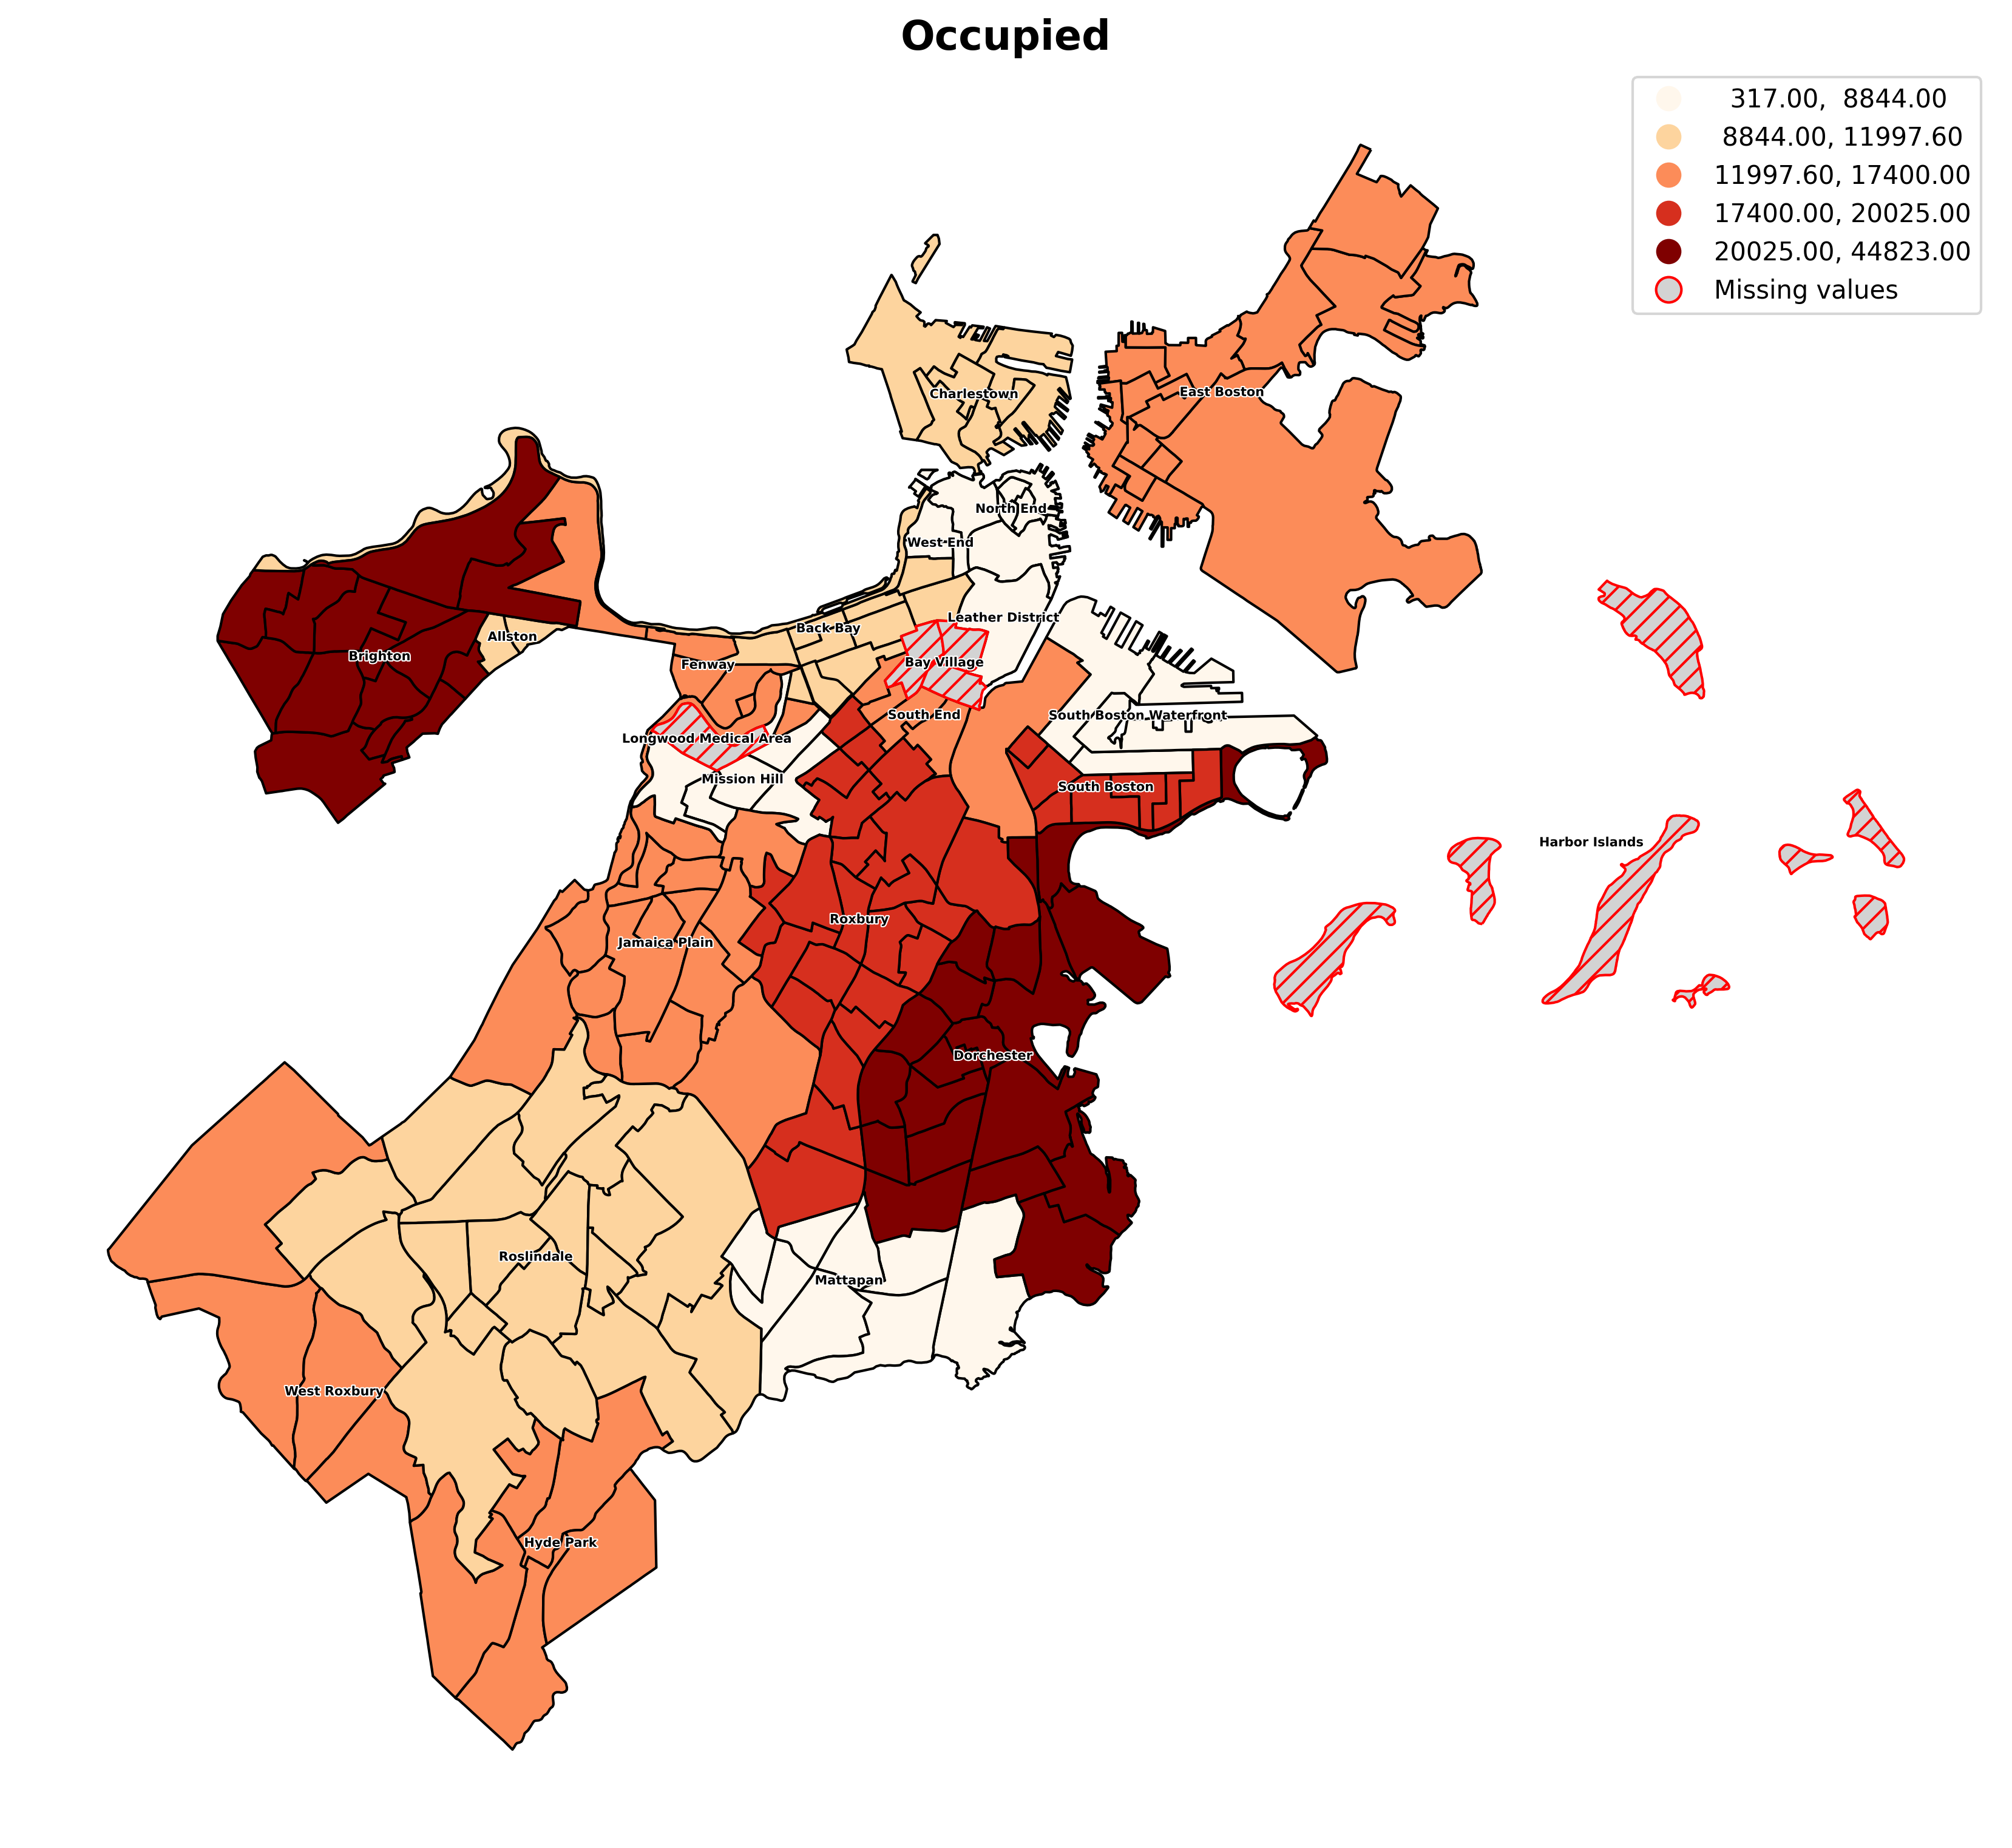 Occupied
317.00,  8844.00
8844.00, 11997.60
11997.60, 17400.00
17400.00, 20025.00
20025.00, 44823.00
Missing values
Charlestown
East Boston
North End
West End
Leather District
Back Bay
Allston
Brighton
Bay Village
Fenway
South End
South Boston Waterfront
Longwood Medical Area
Mission Hill
South Boston
Harbor Islands
Roxbury
Jamaica Plain
Dorchester
Roslindale
Mattapan
West Roxbury
Hyde Park